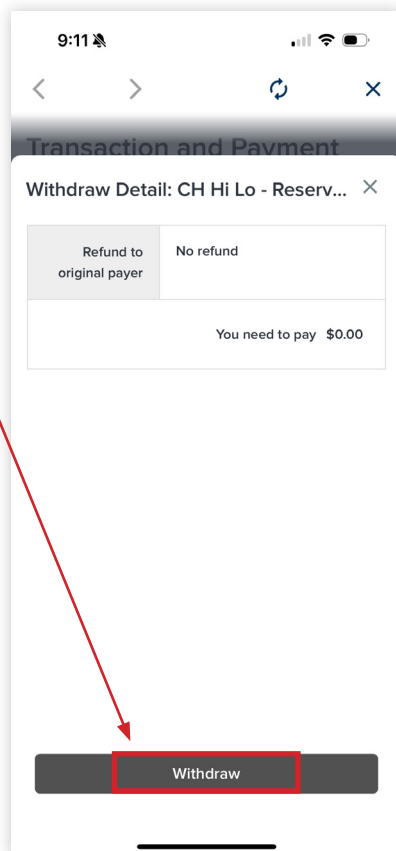 9:11
Transaction and Payment
Withdraw Detail: CH Hi Lo - Reserv...
Refund to
original payer
No refund
You need to pay $0.00
Withdraw